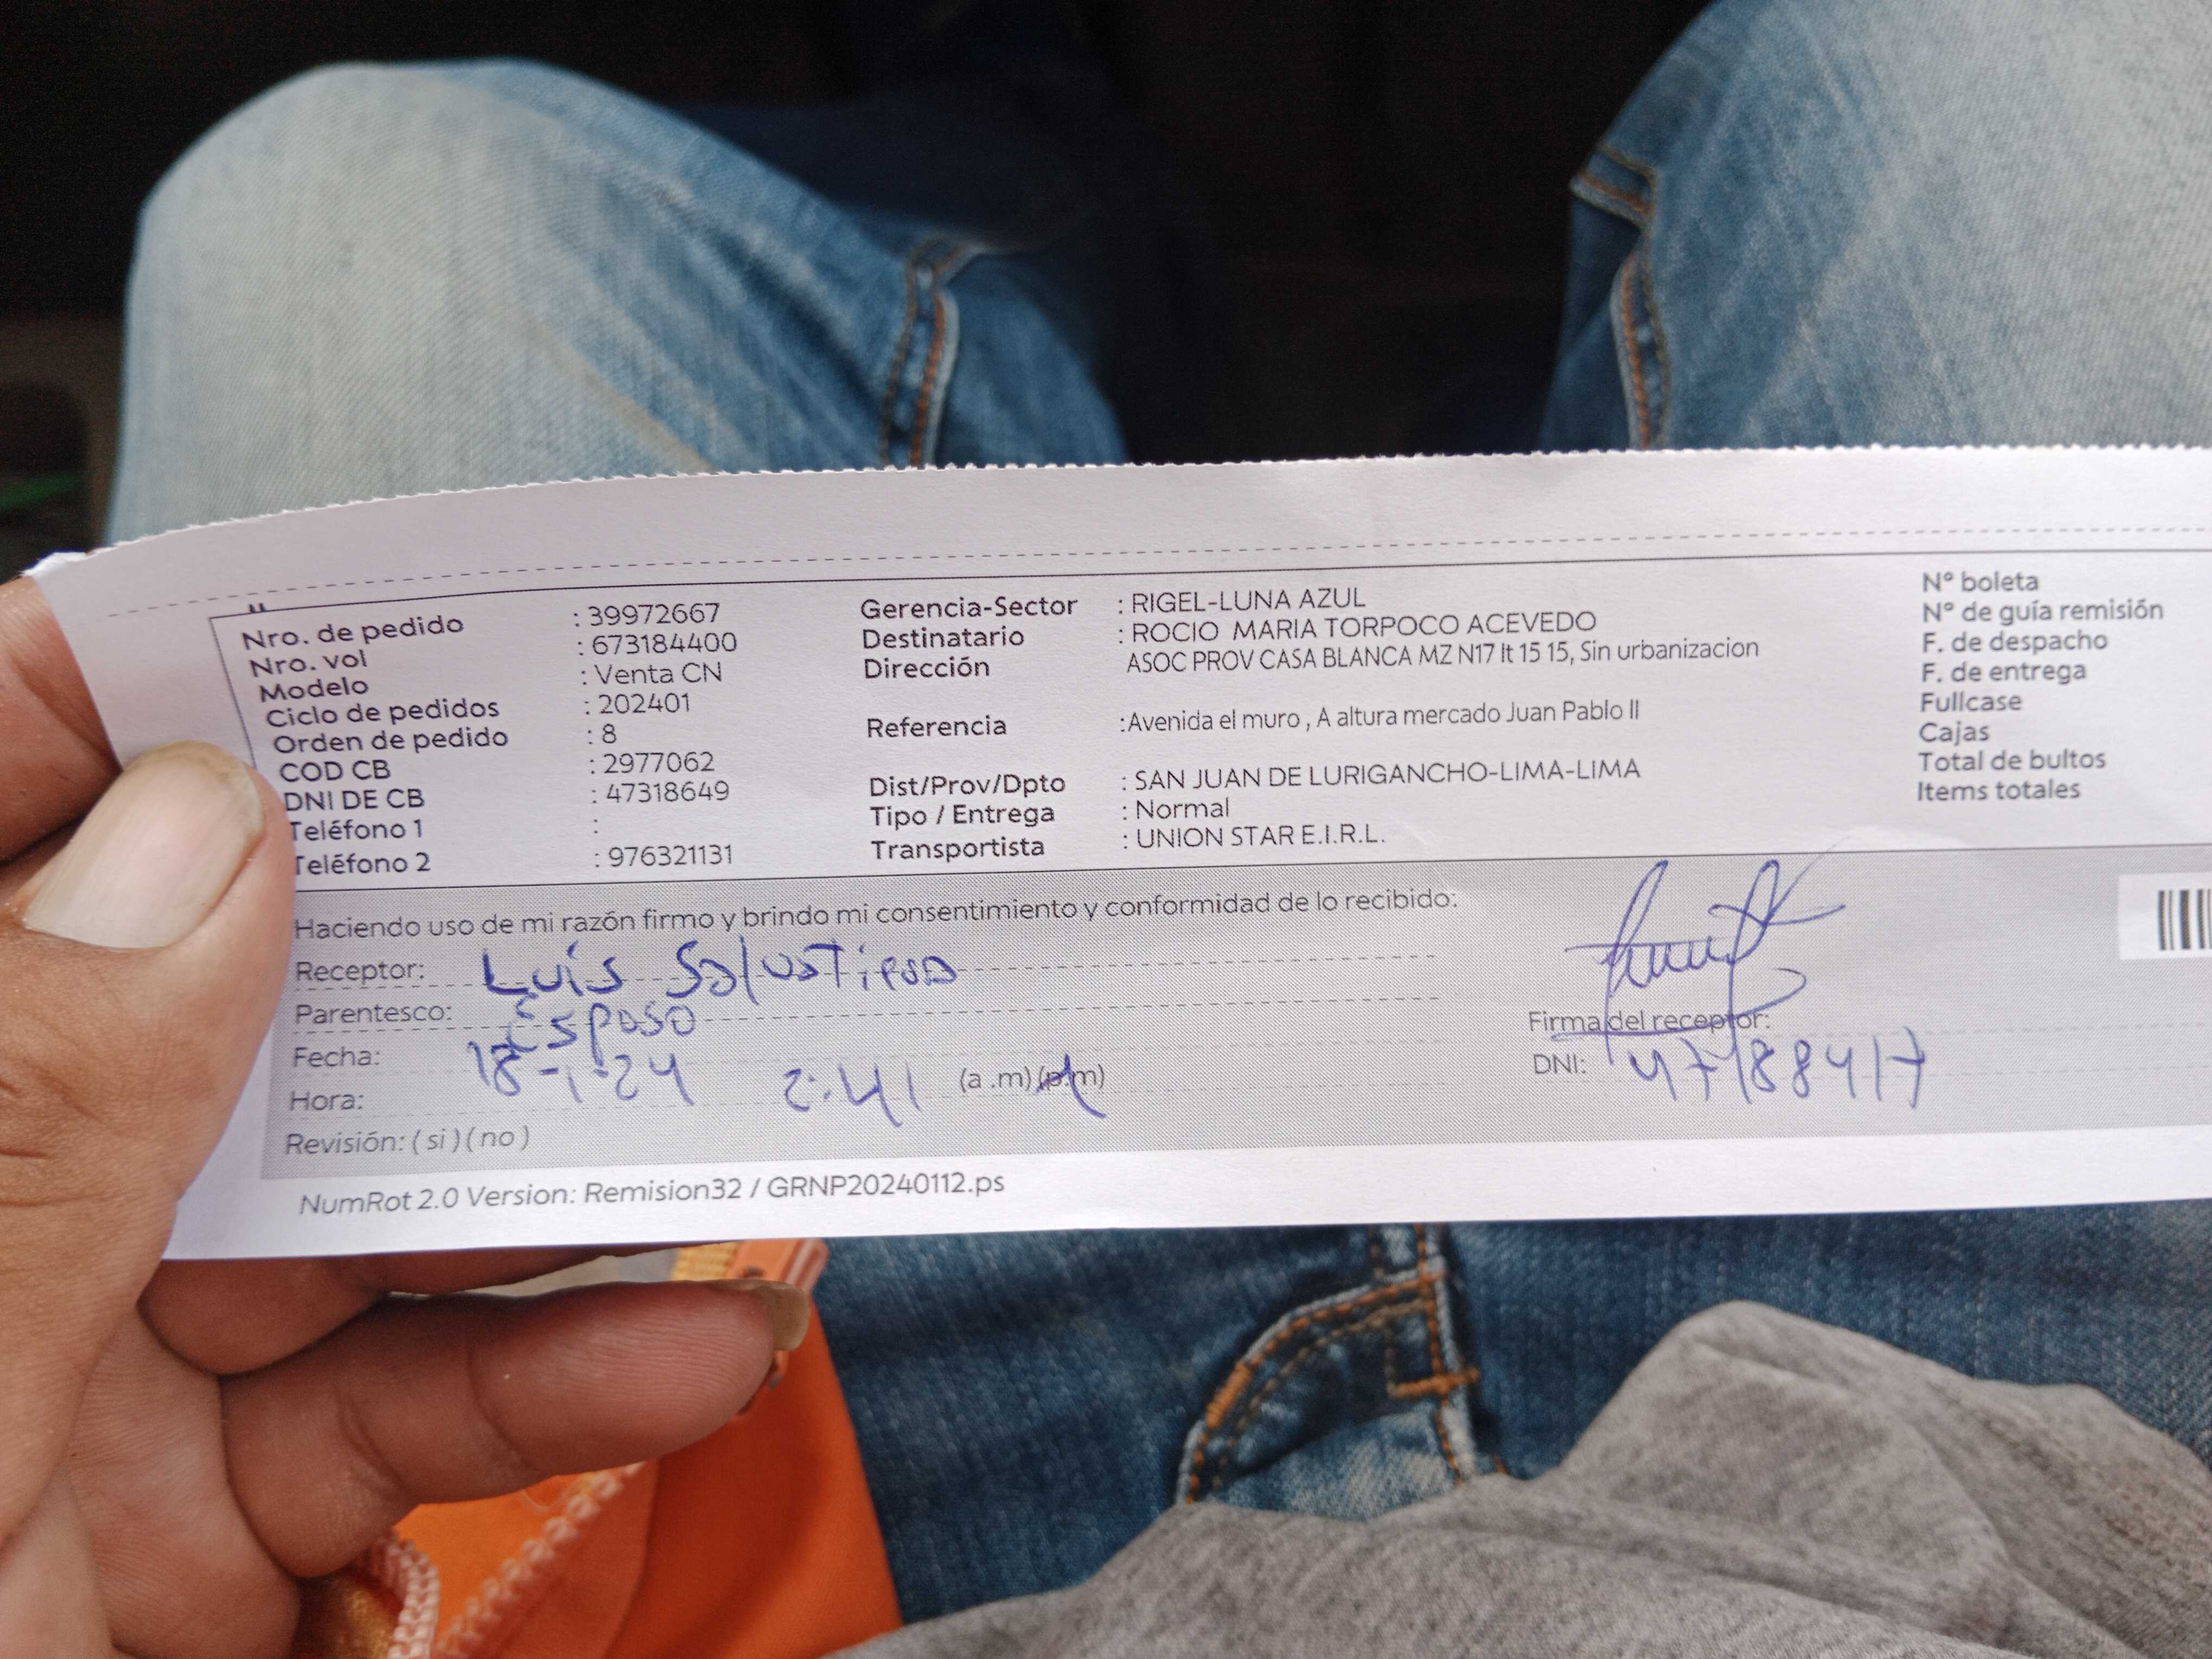 Nro. de pedido : 39972667 Gerencia-Sector : RIGEL-LUNA AZUL Nº boleta
Nro. vol : 673184400 Destinatario : ROCIO MARIA TORPOCO ACEVEDO Nº de guía remisión
Modelo : Venta CN Dirección ASOC PROV CASA BLANCA MZ N17 lt 15 15, Sin urbanizacion F. de despacho
Ciclo de pedidos : 202401 F. de entrega
Orden de pedido : 8 Referencia :Avenida el muro , A altura mercado Juan Pablo II Fullcase
COD CB : 2977062 Cajas
DNI DE CB : 47318649 Dist/Prov/Dpto : SAN JUAN DE LURIGANCHO-LIMA-LIMA Total de bultos
Teléfono 1 : Tipo / Entrega : Normal Items totales
Teléfono 2 : 976321131 Transportista : UNION STAR E.I.R.L.
Haciendo uso de mi razón firmo y brindo mi consentimiento y conformidad de lo recibido:
Receptor: Luis
Parentesco: Esposo Firma del receptor:
Fecha: 18-1-24 DNI: 47188417
Hora: 2:41 (a .m) (p.m)
Revisión: ( si ) ( no )
NumRot 2.0 Version: Remision32 / GRNP20240112.ps